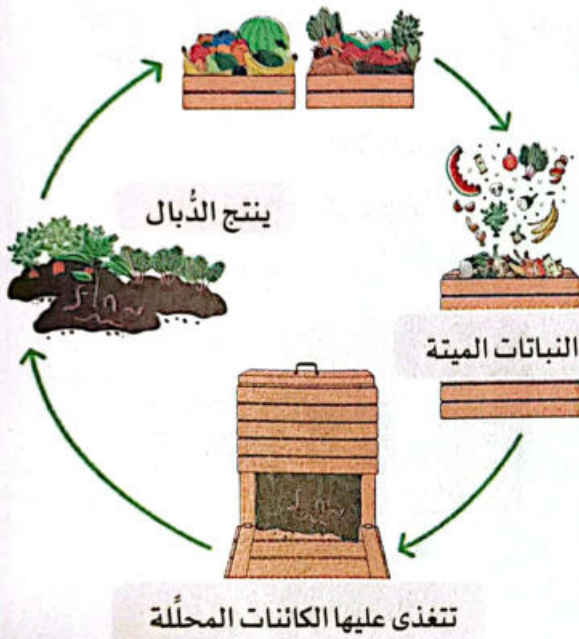 ينتج الدُّبال
النباتات الميتة
تتغذى عليها الكائنات المحلِّلة